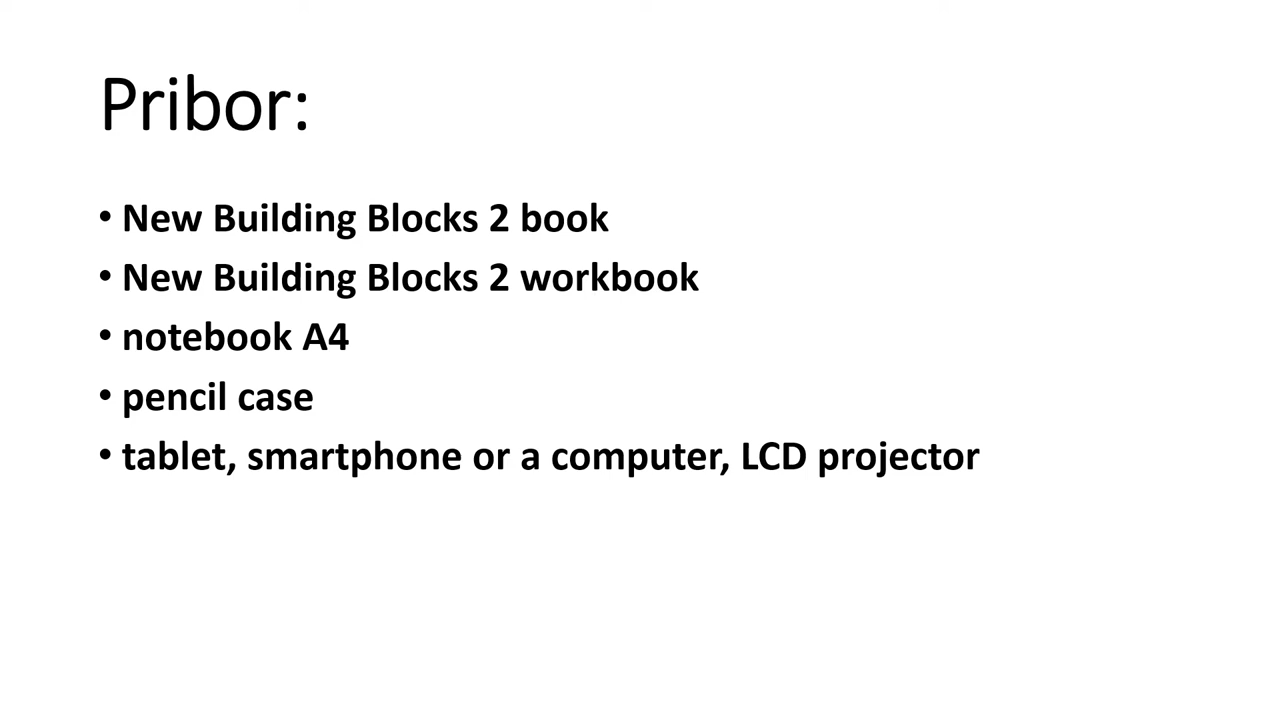 Pribor:
• New Building Blocks 2 book
• New Building Blocks 2 workbook
• notebook A4
• pencil case
• tablet, smartphone or a computer, LCD projector